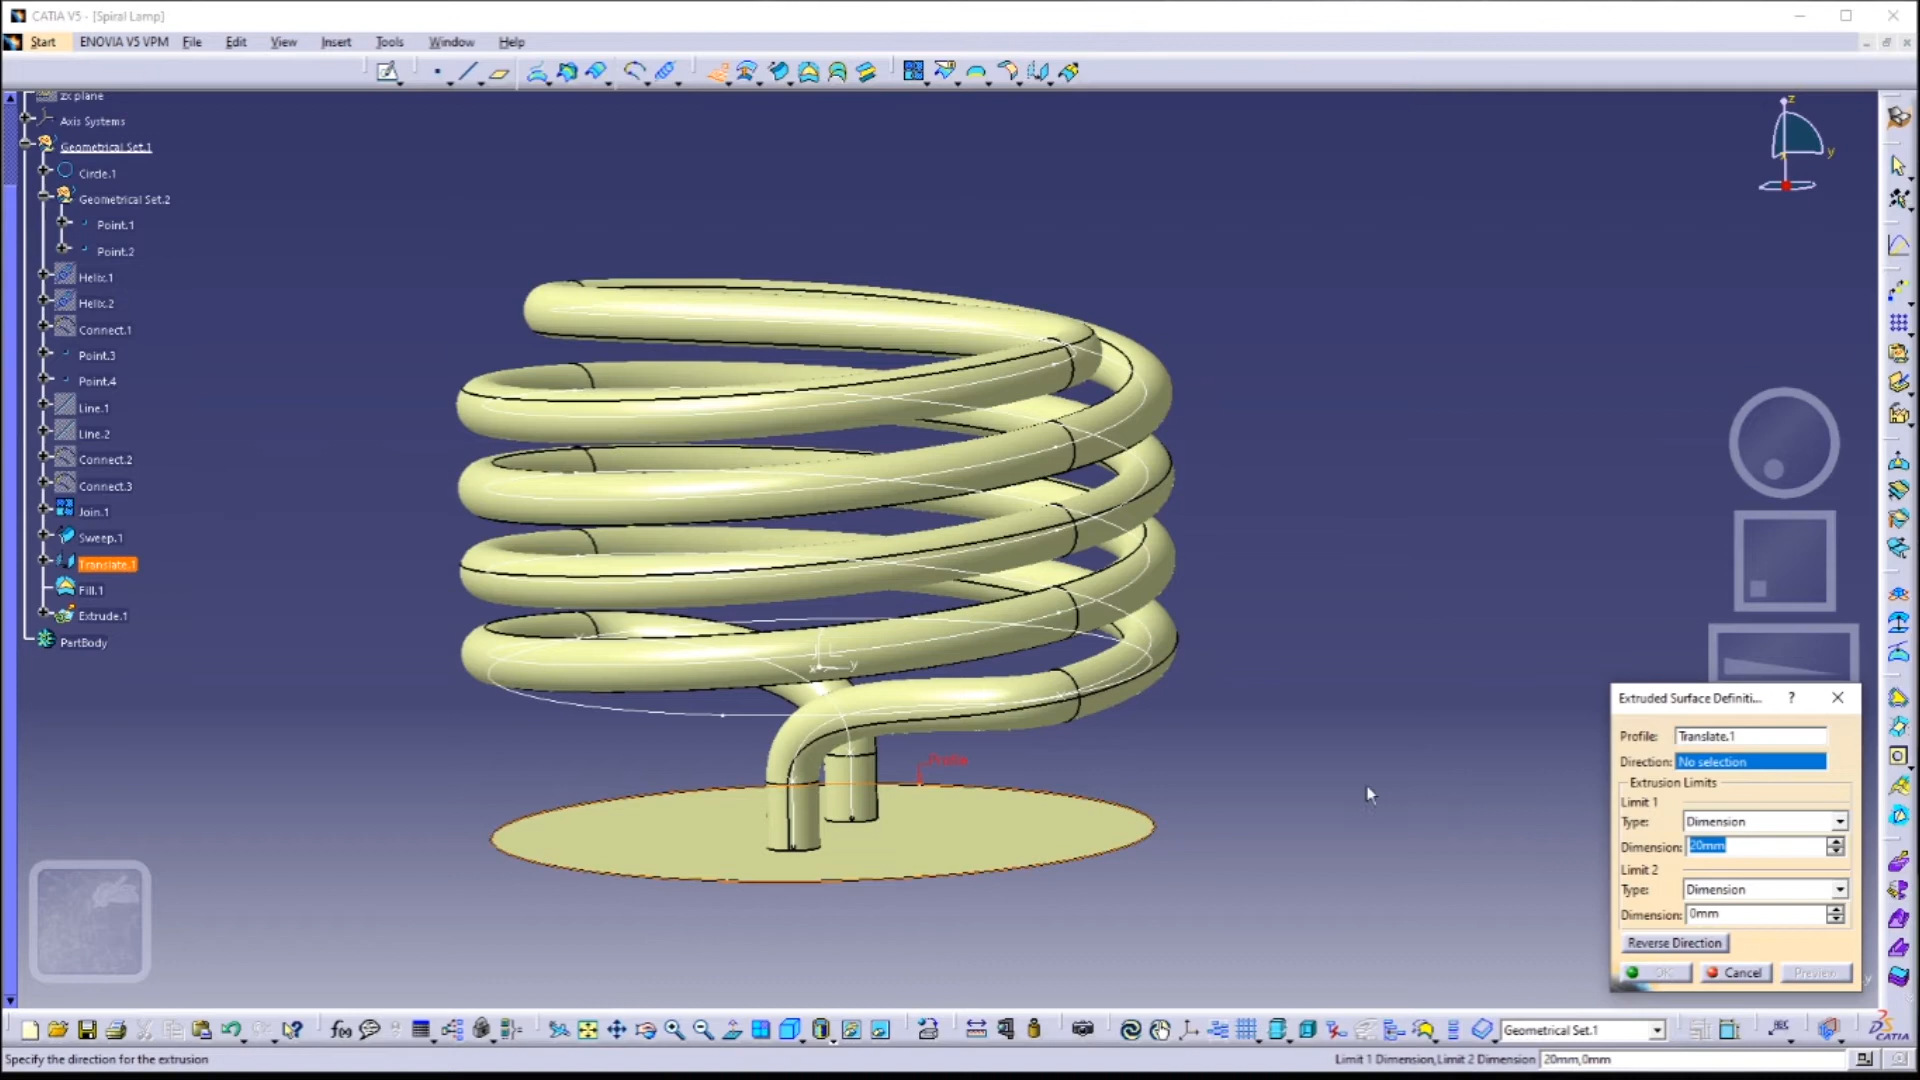 CATIA V5 - [Spiral Lamp]
Start ENOVIA V5 VPM File Edit View Insert Tools Window Help
zx plane
Axis Systems
Geometrical Set.1
Circle.1
Geometrical Set.2
Point.1
Point.2
Helix.1
Helix.2
Connect.1
Point.3
Point.4
Line.1
Line.2
Connect.2
Connect.3
Join.1
Sweep.1
Translate.1
Fill.1
Extrude.1
PartBody
z
y
x
y
Profile
Extruded Surface Definiti... ?
Profile: Translate.1
Direction: No selection
Extrusion Limits
Limit 1
Type: Dimension
Dimension: 20mm
Limit 2
Type: Dimension
Dimension: 0mm
Reverse Direction
OK Cancel Preview
y
f(x)
ABC
Geometrical Set.1
CATIA
Specify the direction for the extrusion
Limit 1 Dimension,Limit 2 Dimension 20mm,0mm